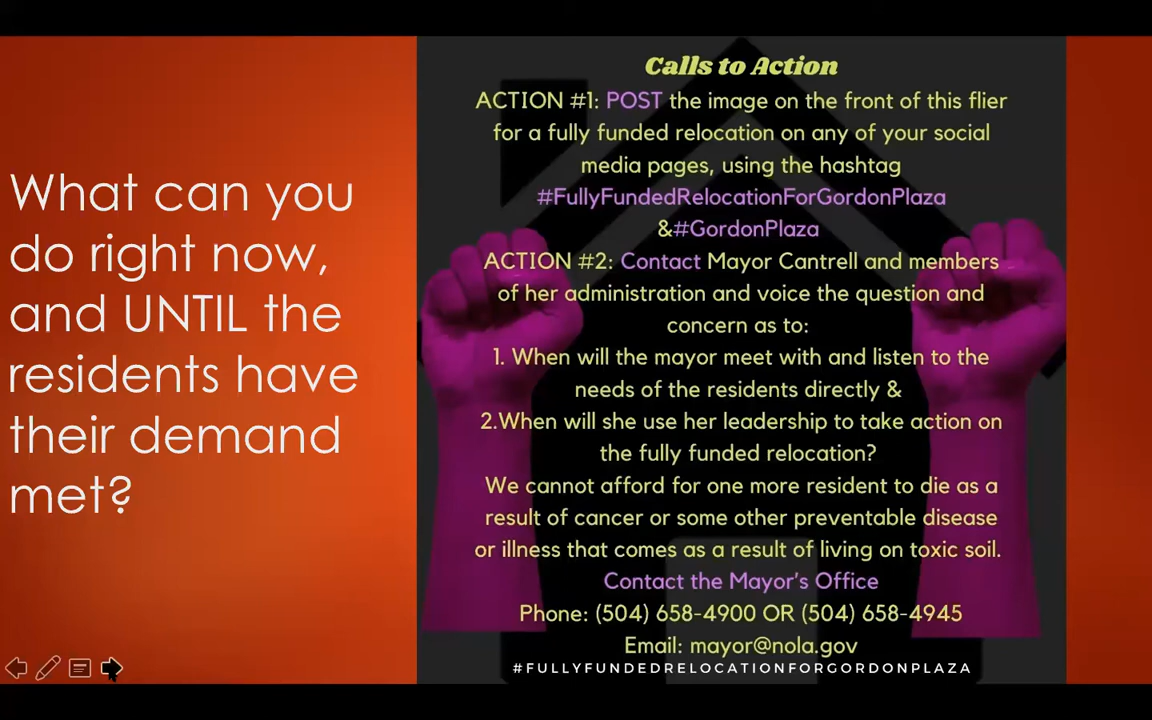 What can you
do right now,
and UNTIL the
residents have
their demand
met?
Calls to Action
ACTION #1: POST the image on the front of this flier
for a fully funded relocation on any of your social
media pages, using the hashtag
#FullyFundedRelocationForGordonPlaza
&#GordonPlaza
ACTION #2: Contact Mayor Cantrell and members
of her administration and voice the question and
concern as to:
1. When will the mayor meet with and listen to the
needs of the residents directly &
2.When will she use her leadership to take action on
the fully funded relocation?
We cannot afford for one more resident to die as a
result of cancer or some other preventable disease
or illness that comes as a result of living on toxic soil.
Contact the Mayor's Office
Phone: (504) 658-4900 OR (504) 658-4945
Email: mayor@nola.gov
#FULLYFUNDEDRELOCATIONFORGORDONPLAZA